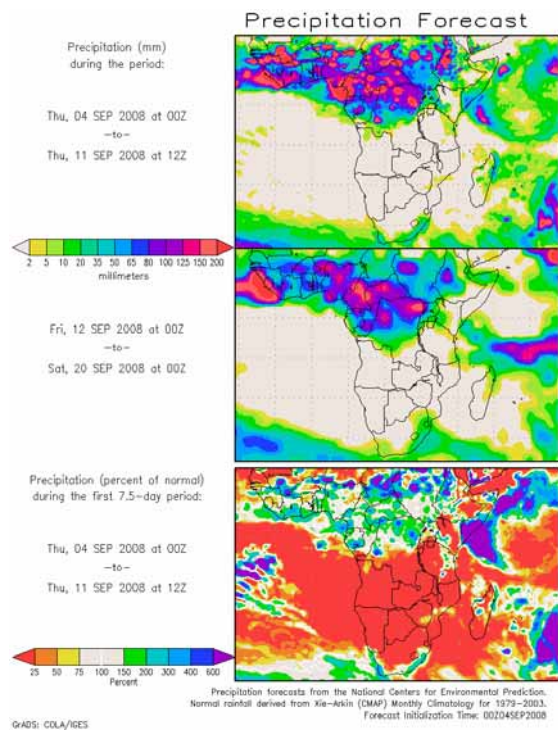 Precipitation Forecast
Precipitation (mm)
during the period:
Thu, 04 SEP 2008 at 00Z
—to—
Thu, 11 SEP 2008 at 12Z
2 5 10 20 35 50 65 80 100 125 150 200
millimeters
Fri, 12 SEP 2008 at 00Z
—to—
Sat, 20 SEP 2008 at 00Z
Precipitation (percent of normal)
during the first 7.5-day period:
Thu, 04 SEP 2008 at 00Z
—to—
Thu, 11 SEP 2008 at 12Z
25 50 75 100 150 200 300 400 600
Percent
Precipitation forecasts from the National Centers for Environmental Prediction.
Normal rainfall derived from Xie-Arkin (CMAP) Monthly Climatology for 1979-2003.
Forecast Initialization Time: 00Z04SEP2008
GrADS: COLA/IGES